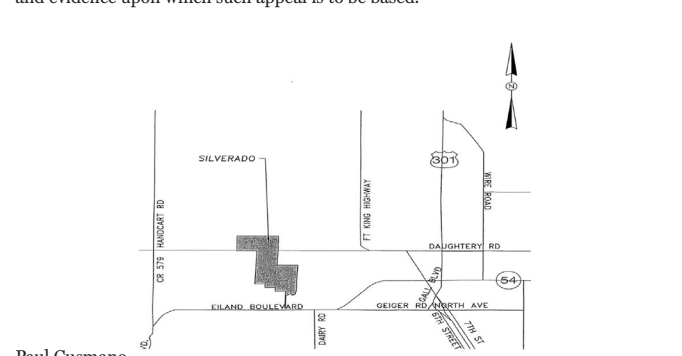 and evidence upon which such appeal is to be based.
N
SILVERADO
301
CR 579 HANDCART RD
FT KING HIGHWAY
WIRE ROAD
DAUGHTERY RD
54
GALL BLVD
EILAND BOULEVARD
GEIGER RD
NORTH AVE
DAIRY RD
6TH STREET
7TH ST
Paul Cusmano